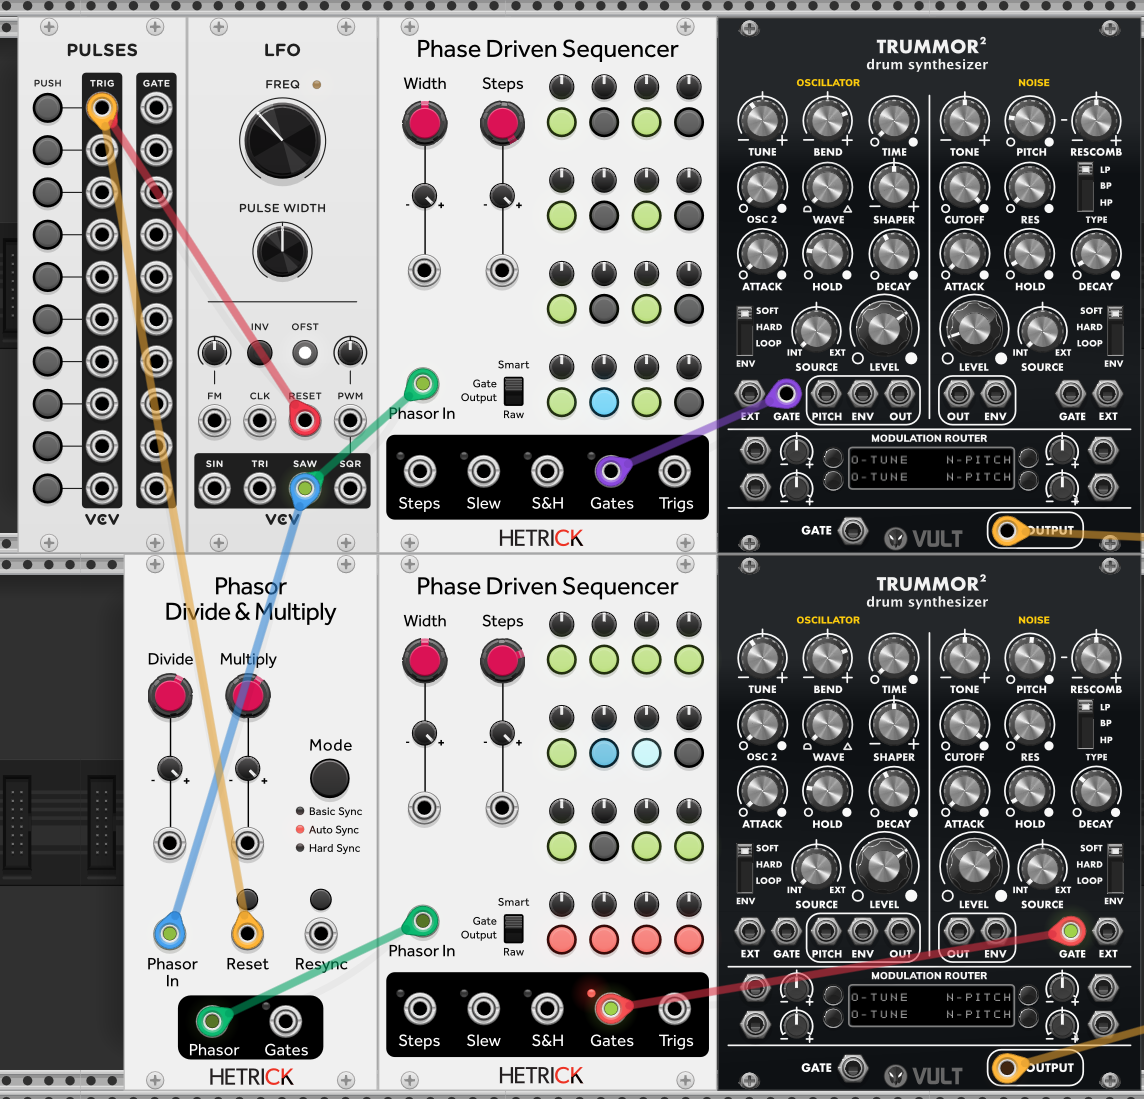 PULSES
PUSH
TRIG
GATE
VCV
LFO
FREQ
PULSE WIDTH
INV
OFST
FM
CLK
RESET
PWM
SIN
TRI
SAW
SQR
VCV
Phase Driven Sequencer
Width
Steps
- +
- +
Phasor In
Gate
Output
Smart
Raw
Steps
Slew
S&H
Gates
Trigs
HETRICK
TRUMMOR²
drum synthesizer
OSCILLATOR
NOISE
TUNE
BEND
TIME
TONE
PITCH
RESCOMB
OSC 2
WAVE
SHAPER
CUTOFF
RES
LP
BP
HP
TYPE
ATTACK
HOLD
DECAY
ATTACK
HOLD
DECAY
SOFT
HARD
LOOP
ENV
INT
EXT
SOURCE
LEVEL
LEVEL
INT
EXT
SOURCE
SOFT
HARD
LOOP
ENV
EXT
GATE
PITCH
ENV
OUT
OUT
ENV
GATE
EXT
MODULATION ROUTER
O-TUNE N-PITCH
O-TUNE N-PITCH
GATE
VULT
OUTPUT
Phasor
Divide & Multiply
Divide
Multiply
- +
- +
Mode
Basic Sync
Auto Sync
Hard Sync
Phasor
In
Reset
Resync
Phasor
Gates
HETRICK
Phase Driven Sequencer
Width
Steps
- +
- +
Phasor In
Gate
Output
Smart
Raw
Steps
Slew
S&H
Gates
Trigs
HETRICK
TRUMMOR²
drum synthesizer
OSCILLATOR
NOISE
TUNE
BEND
TIME
TONE
PITCH
RESCOMB
OSC 2
WAVE
SHAPER
CUTOFF
RES
LP
BP
HP
TYPE
ATTACK
HOLD
DECAY
ATTACK
HOLD
DECAY
SOFT
HARD
LOOP
ENV
INT
EXT
SOURCE
LEVEL
LEVEL
INT
EXT
SOURCE
SOFT
HARD
LOOP
ENV
EXT
GATE
PITCH
ENV
OUT
OUT
ENV
GATE
EXT
MODULATION ROUTER
O-TUNE N-PITCH
O-TUNE N-PITCH
GATE
VULT
OUTPUT